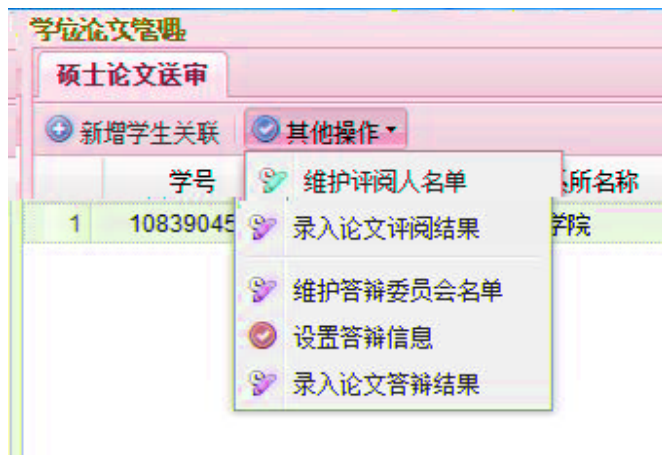 学位论文管理
硕士论文送审
新增学生关联 其他操作
学号 所名称
1 10839045 学院
维护评阅人名单
录入论文评阅结果
维护答辩委员会名单
设置答辩信息
录入论文答辩结果